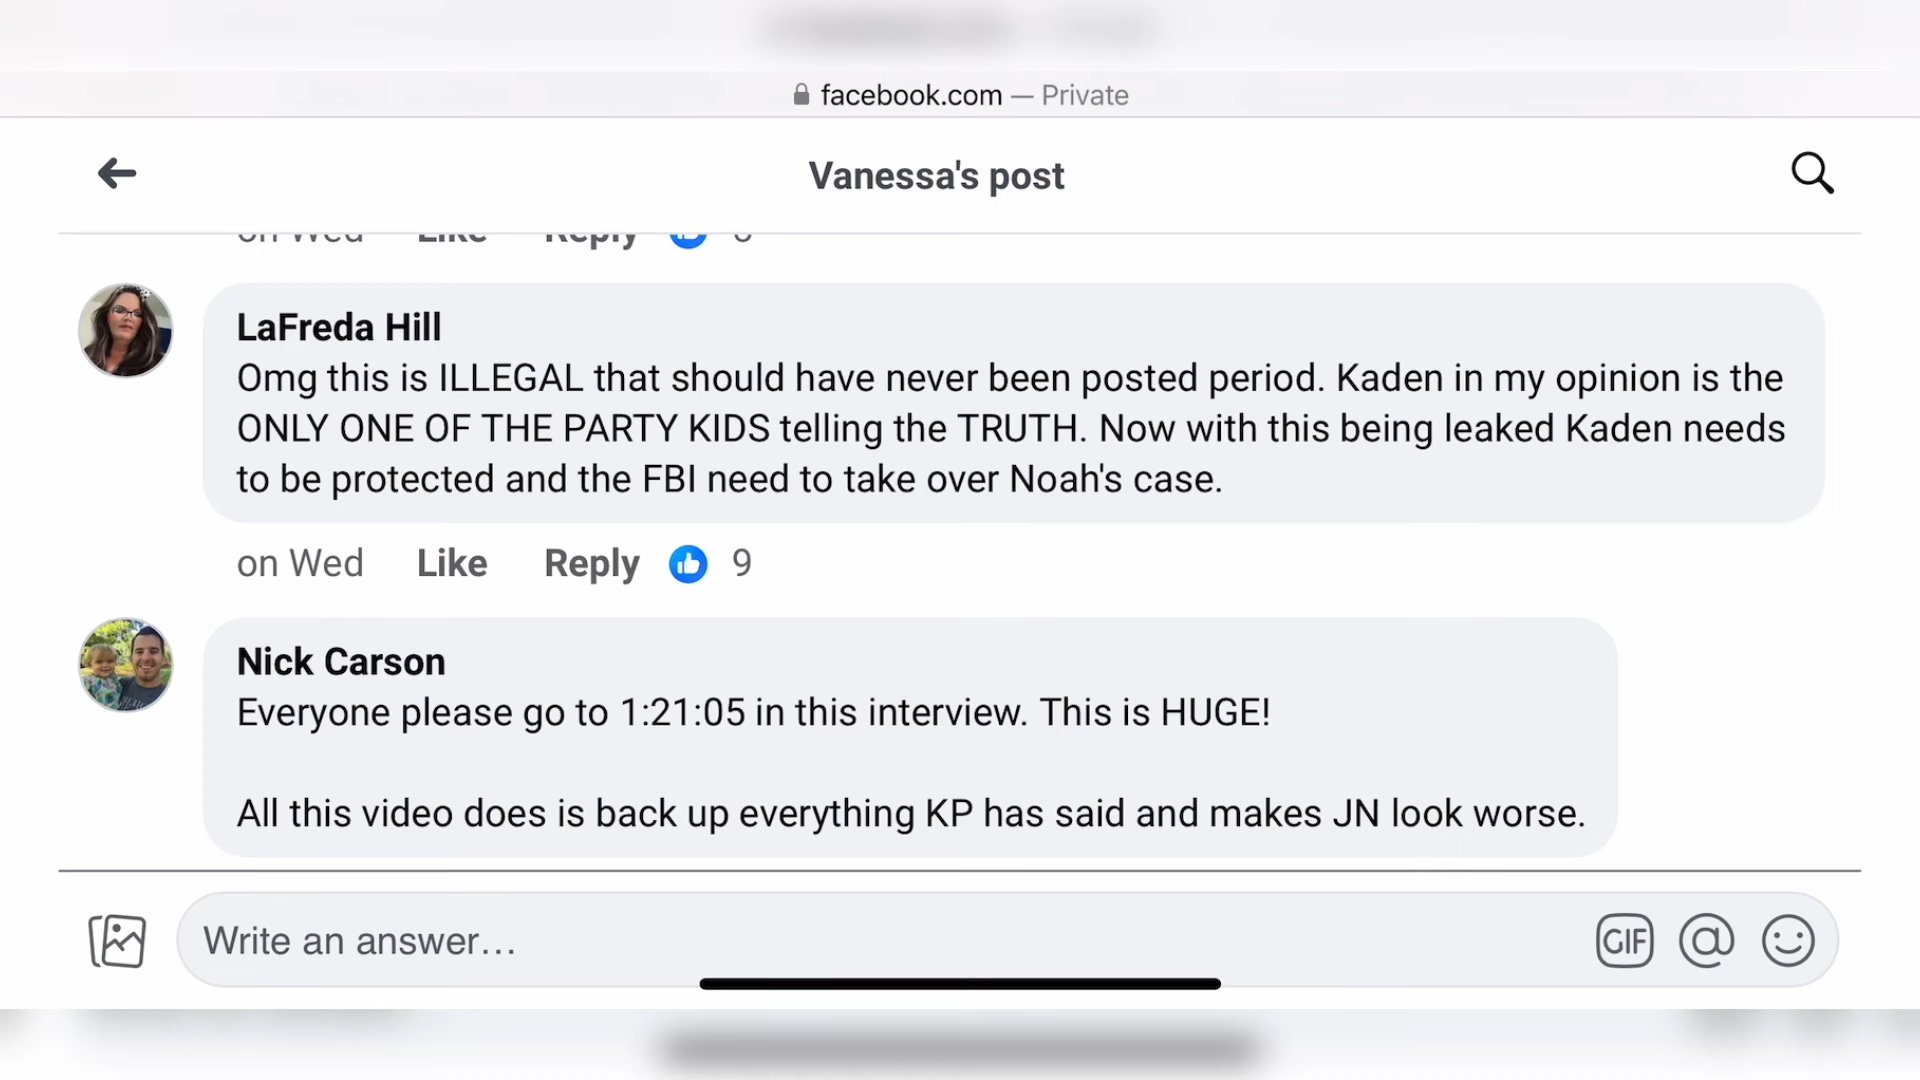 facebook.com — Private
Vanessa's post
on Wed Like Reply
LaFreda Hill
Omg this is ILLEGAL that should have never been posted period. Kaden in my opinion is the
ONLY ONE OF THE PARTY KIDS telling the TRUTH. Now with this being leaked Kaden needs
to be protected and the FBI need to take over Noah's case.
on Wed Like Reply 9
Nick Carson
Everyone please go to 1:21:05 in this interview. This is HUGE!
All this video does is back up everything KP has said and makes JN look worse.
Write an answer…
GIF @